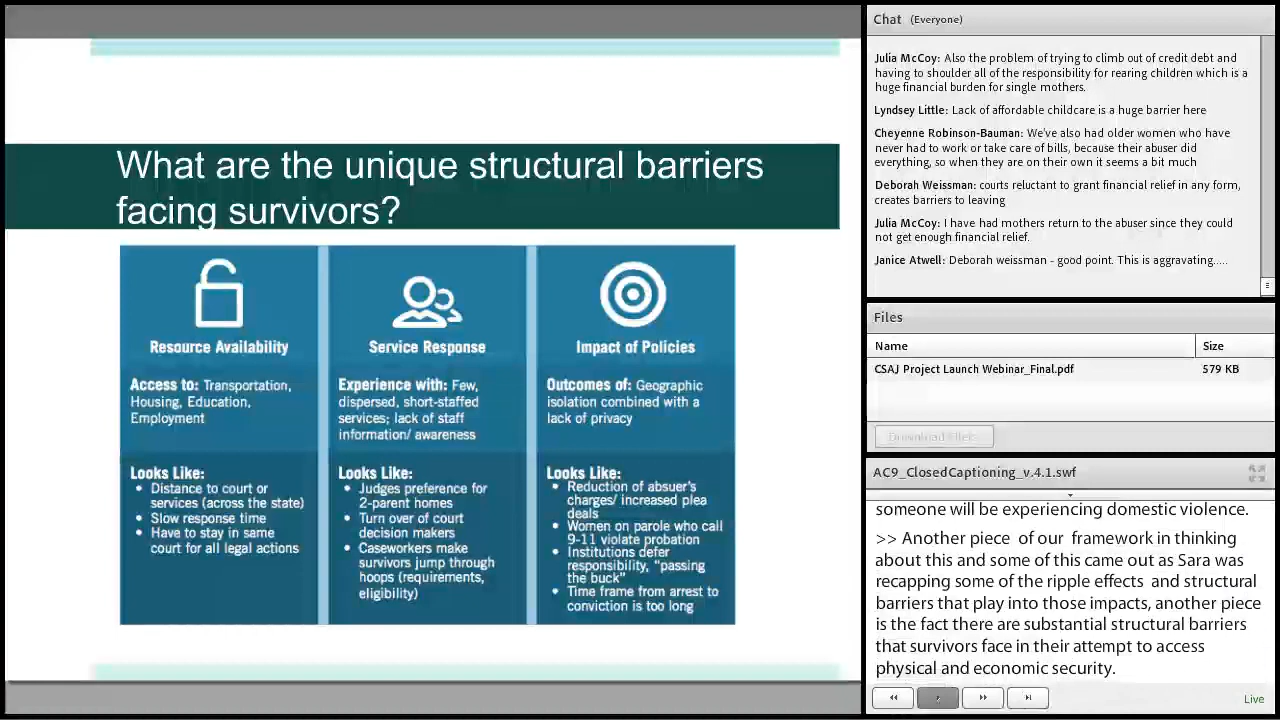 What are the unique structural barriers
facing survivors?
Resource Availability
Access to: Transportation,
Housing, Education,
Employment
Looks Like:
• Distance to court or
services (across the state)
• Slow response time
• Have to stay in same
court for all legal actions
Service Response
Experience with: Few,
dispersed, short-staffed
services; lack of staff
information/ awareness
Looks Like:
• Judges preference for
2-parent homes
• Turn over of court
decision makers
• Caseworkers make
survivors jump through
hoops (requirements,
eligibility)
Impact of Policies
Outcomes of: Geographic
isolation combined with a
lack of privacy
Looks Like:
• Reduction of absuer's
charges/ increased plea
deals
• Women on parole who call
9-11 violate probation
• Institutions defer
responsibility, "passing
the buck"
• Time frame from arrest to
conviction is too long
Chat (Everyone)
Julia McCoy: Also the problem of trying to climb out of credit debt and
having to shoulder all of the responsibility for rearing children which is a
huge financial burden for single mothers.
Lyndsey Little: Lack of affordable childcare is a huge barrier here
Cheyenne Robinson-Bauman: We've also had older women who have
never had to work or take care of bills, because their abuser did
everything, so when they are on their own it seems a bit much
Deborah Weissman: courts reluctant to grant financial relief in any form,
creates barriers to leaving
Julia McCoy: I have had mothers return to the abuser since they could
not get enough financial relief.
Janice Atwell: Deborah weissman - good point. This is aggravating.....
Files
Name Size
CSAJ Project Launch Webinar_Final.pdf 579 KB
Download File(s)
AC9_ClosedCaptioning_v.4.1.swf
someone will be experiencing domestic violence.
>> Another piece of our framework in thinking
about this and some of this came out as Sara was
recapping some of the ripple effects and structural
barriers that play into those impacts, another piece
is the fact there are substantial structural barriers
that survivors face in their attempt to access
physical and economic security.
Live